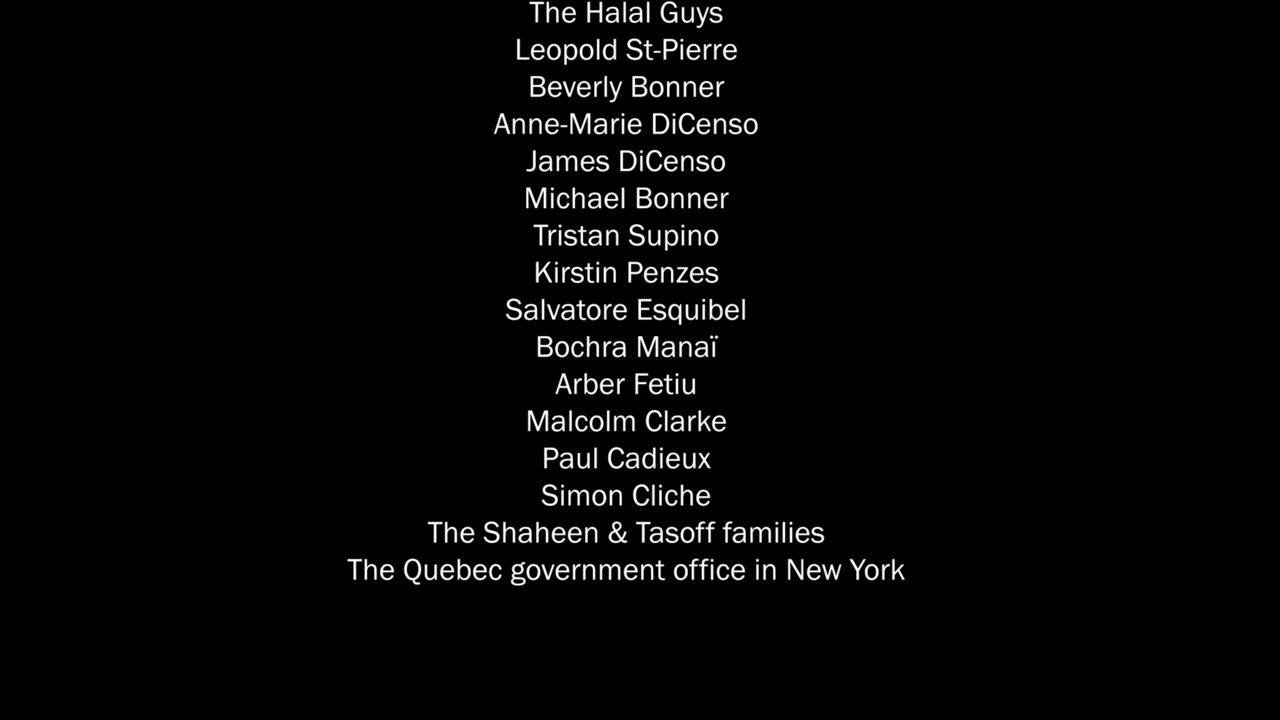 The Halal Guys
Leopold St-Pierre
Beverly Bonner
Anne-Marie DiCenso
James DiCenso
Michael Bonner
Tristan Supino
Kirstin Penzes
Salvatore Esquibel
Bochra Manaï
Arber Fetiu
Malcolm Clarke
Paul Cadieux
Simon Cliche
The Shaheen & Tasoff families
The Quebec government office in New York